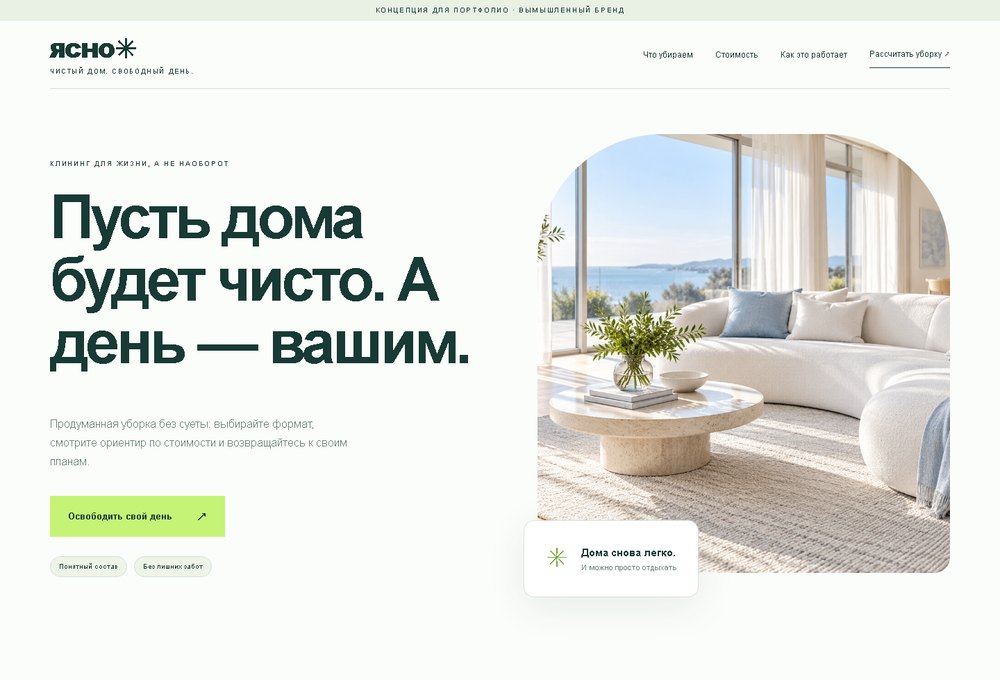 КОНЦЕПЦИЯ ДЛЯ ПОРТФОЛИО · ВЫМЫШЛЕННЫЙ БРЕНД
ЯСНО
ЧИСТЫЙ ДОМ. СВОБОДНЫЙ ДЕНЬ.
Что убираем
Стоимость
Как это работает
Рассчитать уборку ↗
КЛИНИНГ ДЛЯ ЖИЗНИ, А НЕ НАОБОРОТ
Пусть дома
будет чисто. А
день — вашим.
Продуманная уборка без суеты: выбирайте формат,
смотрите ориентир по стоимости и возвращайтесь к своим
планам.
Освободить свой день ↗
Понятный состав
Без лишних забот
Дома снова легко.
И можно просто отдыхать